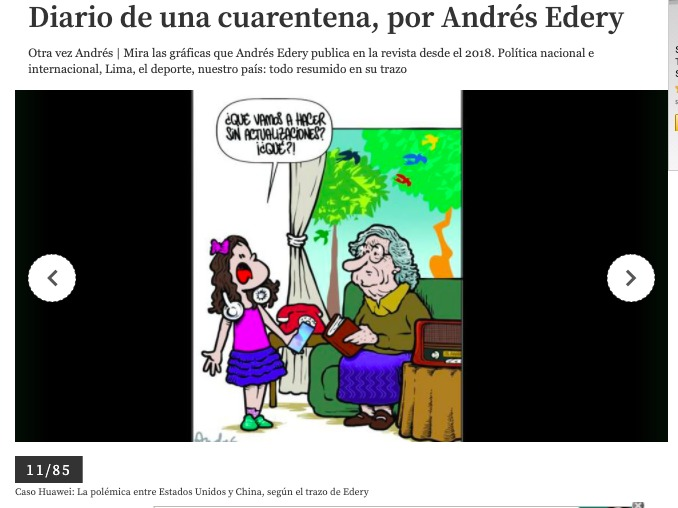 Diario de una cuarentena, por Andrés Edery
Otra vez Andrés | Mira las gráficas que Andrés Edery publica en la revista desde el 2018. Política nacional e
internacional, Lima, el deporte, nuestro país: todo resumido en su trazo
¿QUÉ VAMOS A HACER
SIN ACTUALIZACIONES?
¡¿QUÉ?!
11/85
Caso Huawei: La polémica entre Estados Unidos y China, según el trazo de Edery